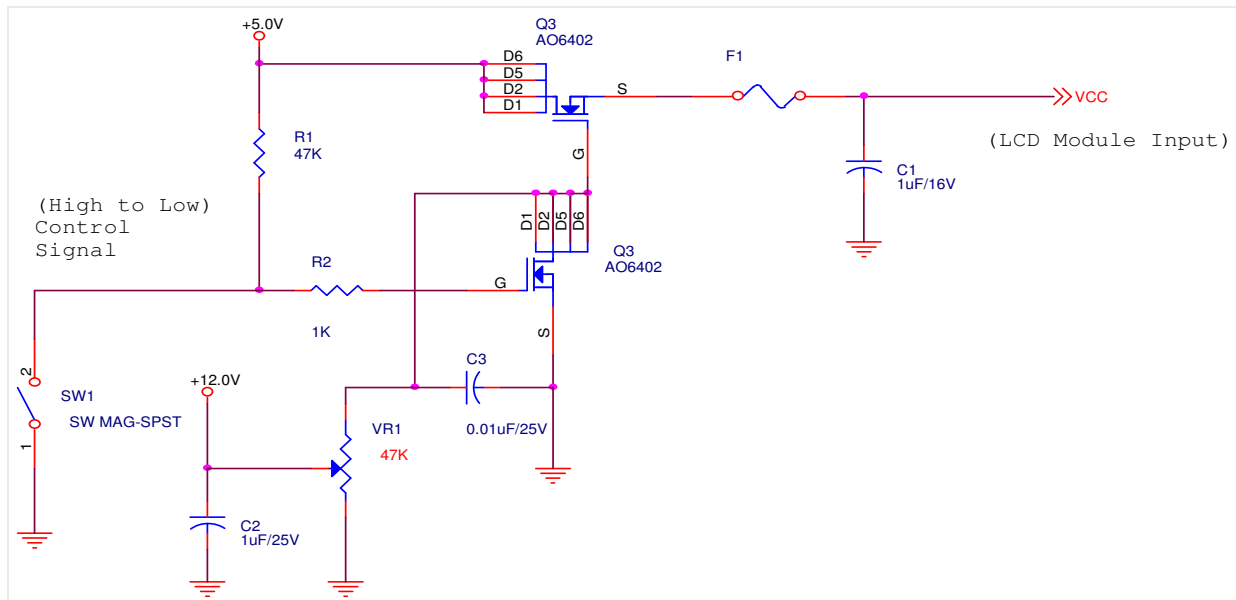 +5.0V
Q3
AO6402
D6
D5
D2
D1
S
G
F1
VCC
(LCD Module Input)
R1
47K
C1
1uF/16V
(High to Low)
Control
Signal
D1
D2
D5
D6
Q3
AO6402
R2
1K
G
S
C3
0.01uF/25V
+12.0V
2
SW1
SW MAG-SPST
1
VR1
47K
C2
1uF/25V